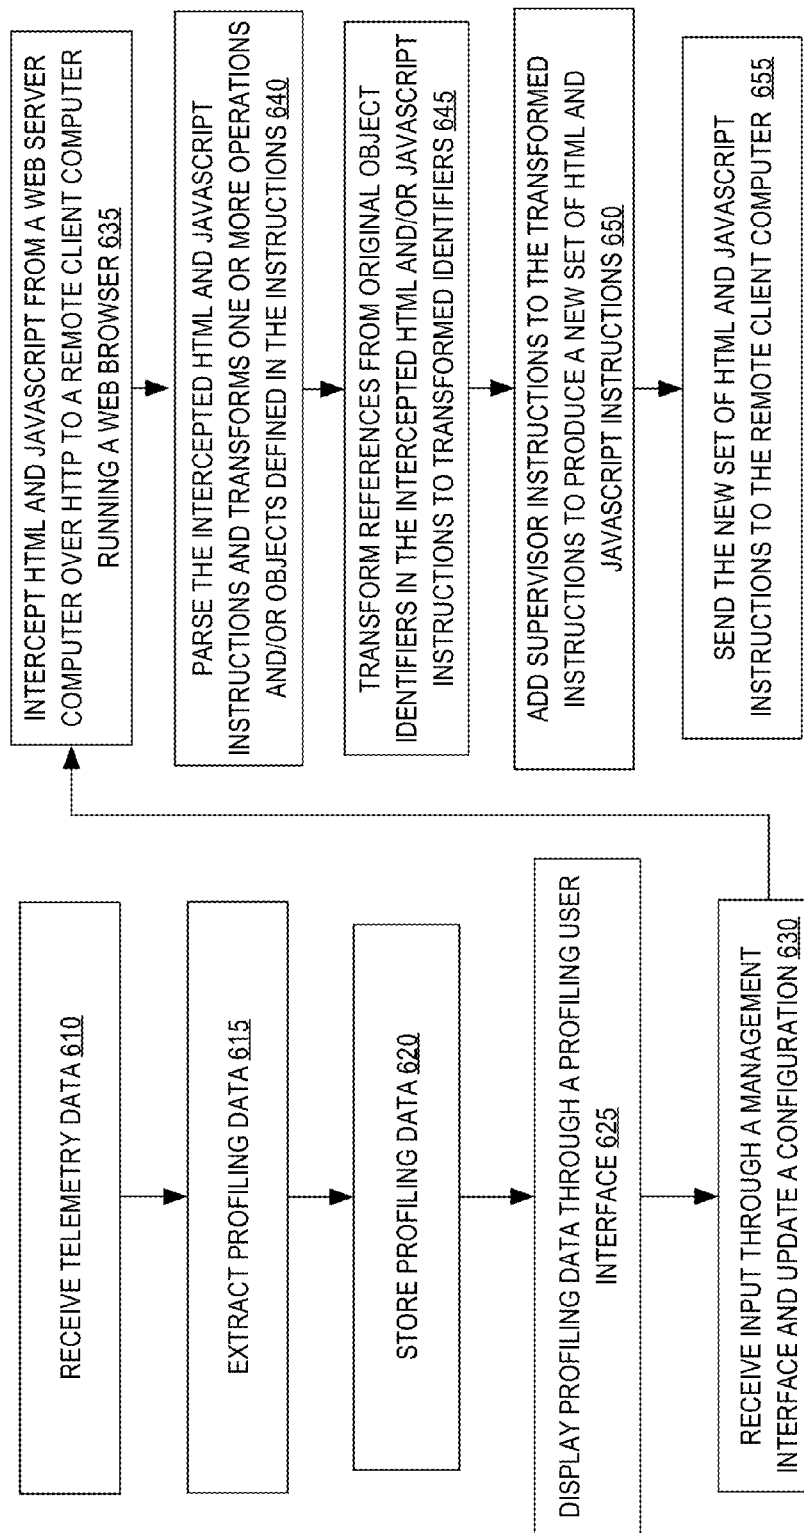 RECEIVE TELEMETRY DATA 610
EXTRACT PROFILING DATA 615
STORE PROFILING DATA 620
DISPLAY PROFILING DATA THROUGH A PROFILING USER
INTERFACE 625
RECEIVE INPUT THROUGH A MANAGEMENT
INTERFACE AND UPDATE A CONFIGURATION 630
INTERCEPT HTML AND JAVASCRIPT FROM A WEB SERVER
COMPUTER OVER HTTP TO A REMOTE CLIENT COMPUTER
RUNNING A WEB BROWSER 635
PARSE THE INTERCEPTED HTML AND JAVASCRIPT
INSTRUCTIONS AND TRANSFORMS ONE OR MORE OPERATIONS
AND/OR OBJECTS DEFINED IN THE INSTRUCTIONS 640
TRANSFORM REFERENCES FROM ORIGINAL OBJECT
IDENTIFIERS IN THE INTERCEPTED HTML AND/OR JAVASCRIPT
INSTRUCTIONS TO TRANSFORMED IDENTIFIERS 645
ADD SUPERVISOR INSTRUCTIONS TO THE TRANSFORMED
INSTRUCTIONS TO PRODUCE A NEW SET OF HTML AND
JAVASCRIPT INSTRUCTIONS 650
SEND THE NEW SET OF HTML AND JAVASCRIPT
INSTRUCTIONS TO THE REMOTE CLIENT COMPUTER 655